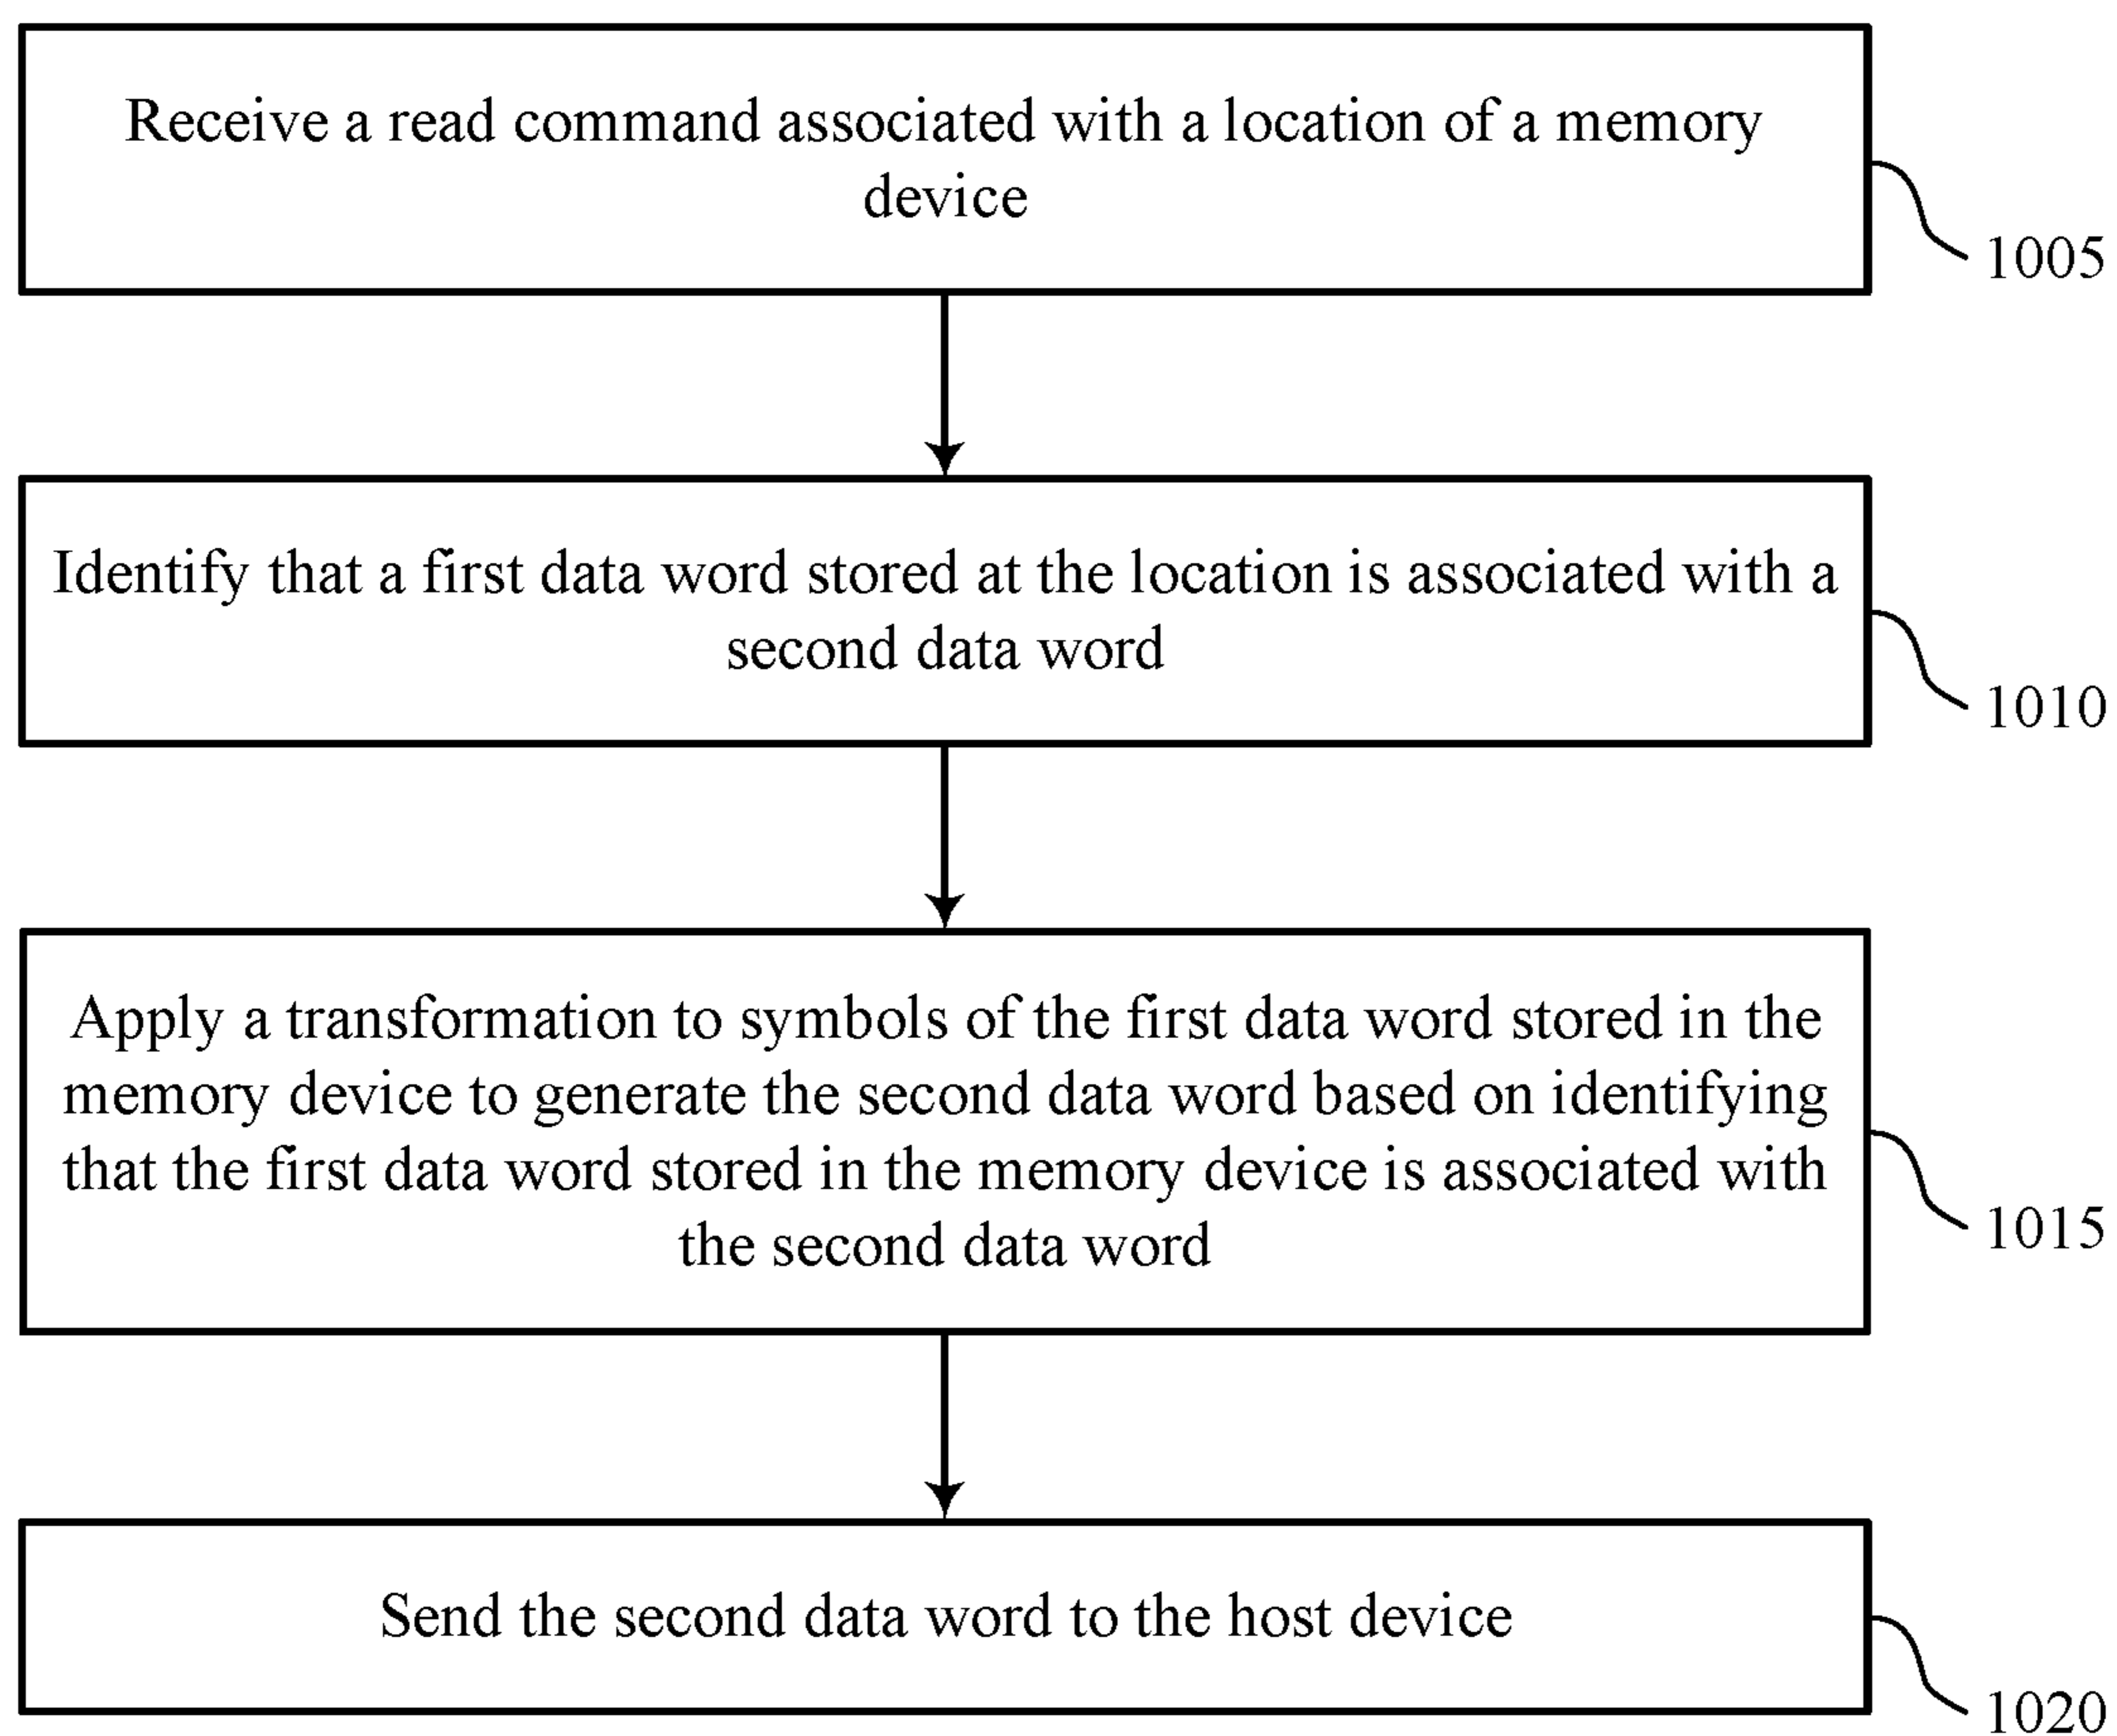 Receive a read command associated with a location of a memory
device
1005
Identify that a first data word stored at the location is associated with a
second data word
1010
Apply a transformation to symbols of the first data word stored in the
memory device to generate the second data word based on identifying
that the first data word stored in the memory device is associated with
the second data word
1015
Send the second data word to the host device
1020